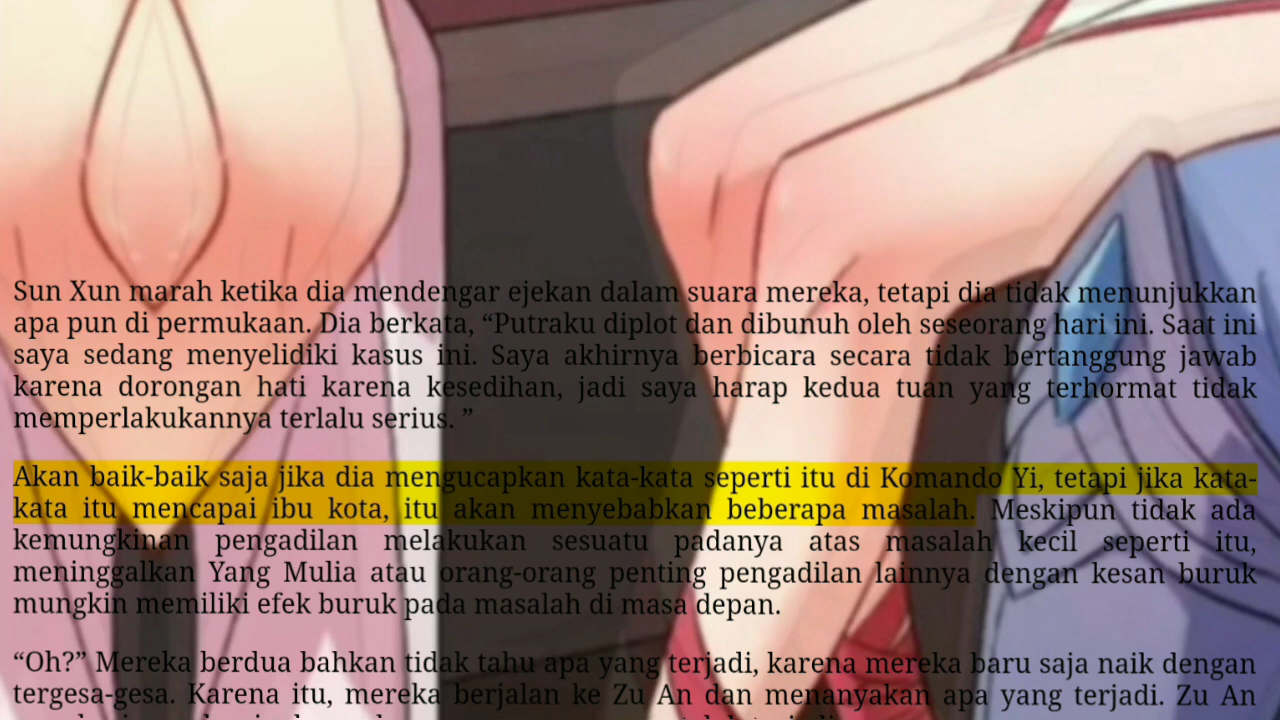 Sun Xun marah ketika dia mendengar ejekan dalam suara mereka, tetapi dia tidak menunjukkan
apa pun di permukaan. Dia berkata, “Putraku diplot dan dibunuh oleh seseorang hari ini. Saat ini
saya sedang menyelidiki kasus ini. Saya akhirnya berbicara secara tidak bertanggung jawab
karena dorongan hati karena kesedihan, jadi saya harap kedua tuan yang terhormat tidak
memperlakukannya terlalu serius. ”
Akan baik-baik saja jika dia mengucapkan kata-kata seperti itu di Komando Yi, tetapi jika kata-
kata itu mencapai ibu kota, itu akan menyebabkan beberapa masalah. Meskipun tidak ada
kemungkinan pengadilan melakukan sesuatu padanya atas masalah kecil seperti itu,
meninggalkan Yang Mulia atau orang-orang penting pengadilan lainnya dengan kesan buruk
mungkin memiliki efek buruk pada masalah di masa depan.
“Oh?” Mereka berdua bahkan tidak tahu apa yang terjadi, karena mereka baru saja naik dengan
tergesa-gesa. Karena itu, mereka berjalan ke Zu An dan menanyakan apa yang terjadi. Zu An